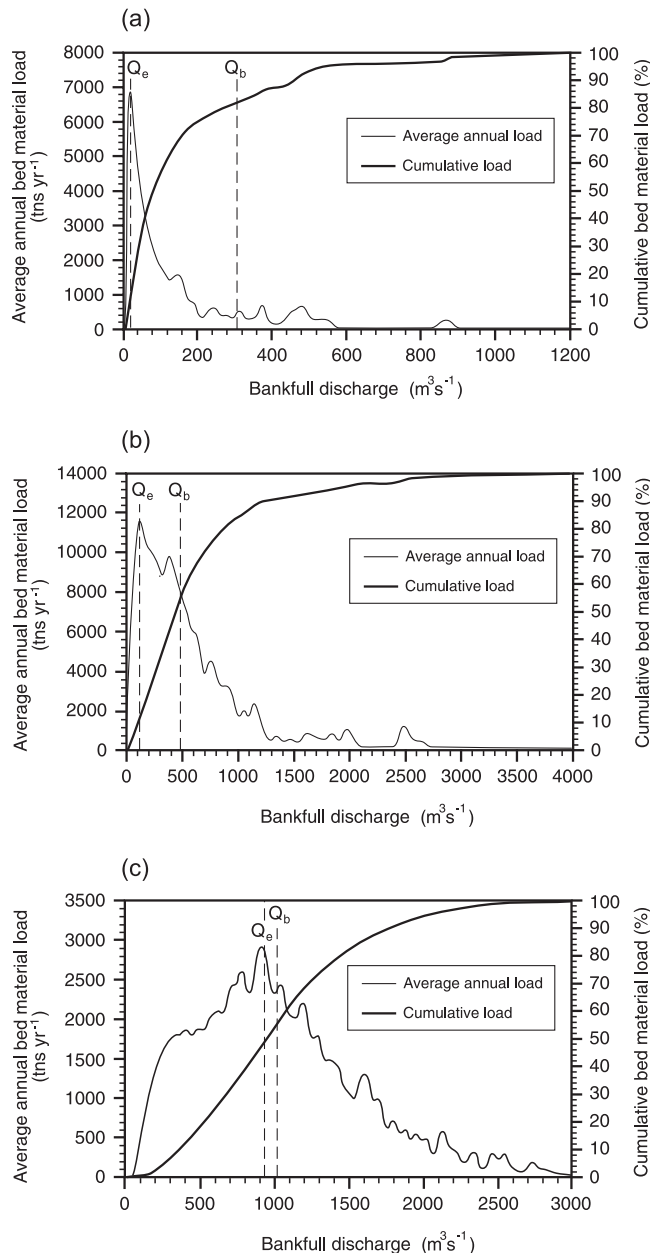 (a)
8000
7000
6000
5000
4000
3000
2000
1000
0
Average annual bed material load
(tns yr⁻¹)
Qₑ
Q_b
Average annual load
Cumulative load
100
90
80
70
60
50
40
30
20
10
0
Cumulative bed material load (%)
0 200 400 600 800 1000 1200
Bankfull discharge (m³s⁻¹)
(b)
14000
12000
10000
8000
6000
4000
2000
0
Average annual bed material load
(tns yr⁻¹)
Qₑ
Q_b
Average annual load
Cumulative load
100
90
80
70
60
50
40
30
20
10
0
Cumulative bed material load (%)
0 500 1000 1500 2000 2500 3000 3500 4000
Bankfull discharge (m³s⁻¹)
(c)
3500
3000
2500
2000
1500
1000
500
0
Average annual bed material load
(tns yr⁻¹)
Qₑ
Q_b
Average annual load
Cumulative load
100
90
80
70
60
50
40
30
20
10
0
Cumulative bed material load (%)
0 500 1000 1500 2000 2500 3000
Bankfull discharge (m³s⁻¹)